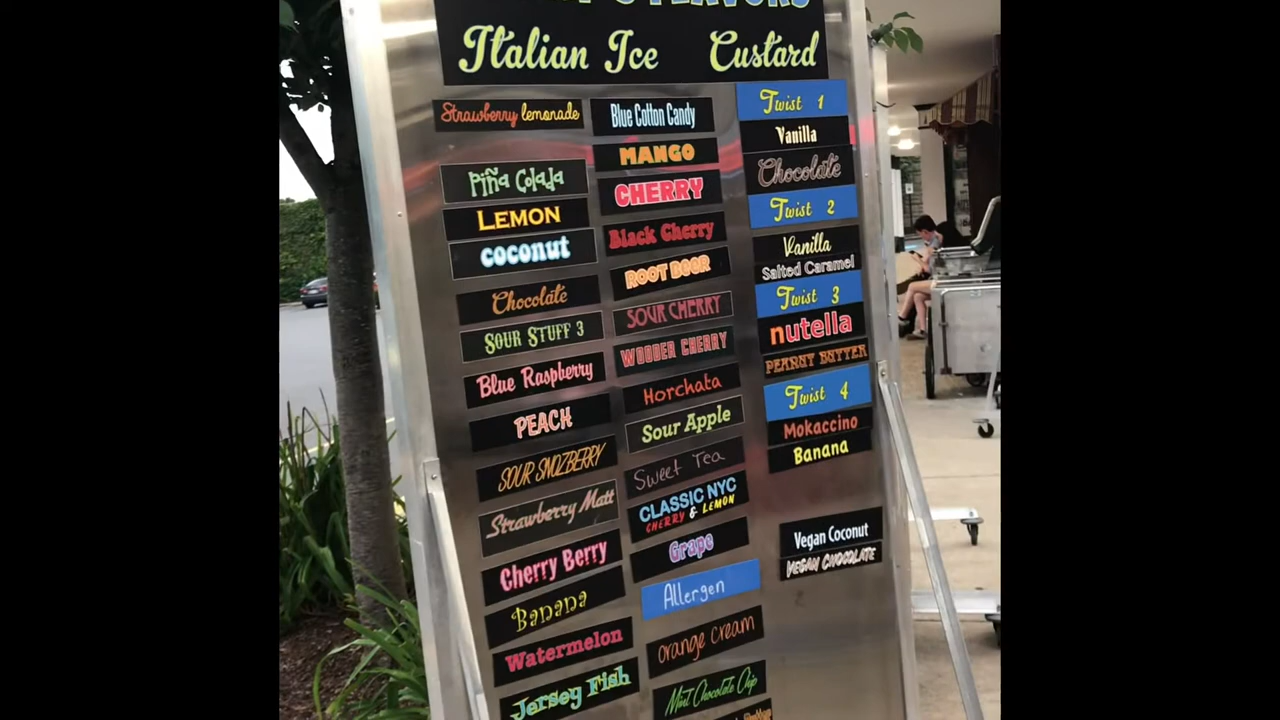 FLAVORS
Italian Ice
Custard
Strawberry lemonade
Piña Colada
LEMON
coconut
Chocolate
SOUR STUFF 3
Blue Raspberry
PEACH
SOUR SNOZBERRY
Strawberry Matt
Cherry Berry
Banana
Watermelon
Jersey Fish
Blue Cotton Candy
MANGO
CHERRY
Black Cherry
ROOT BEER
SOUR CHERRY
WOODER CHERRY
Horchata
Sour Apple
Sweet Tea
CLASSIC NYC
CHERRY & LEMON
Grape
Allergen
orange cream
Mint Chocolate Chip
Twist 1
Vanilla
Chocolate
Twist 2
Vanilla
Salted Caramel
Twist 3
nutella
PEANUT BUTTER
Twist 4
Mokaccino
Banana
Vegan Coconut
VEGAN CHOCOLATE